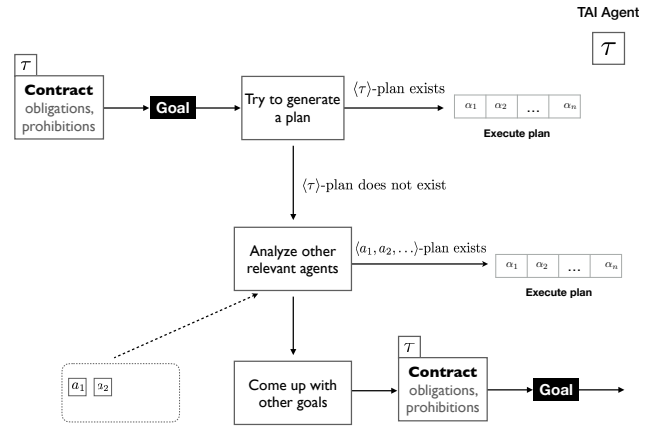 TAI Agent
τ
τ
Contract
obligations,
prohibitions
Goal
Try to generate
a plan
⟨τ⟩-plan exists
α₁ α₂ ... αₙ
Execute plan
⟨τ⟩-plan does not exist
Analyze other
relevant agents
⟨a₁, a₂, . . .⟩-plan exists
α₁ α₂ ... αₙ
Execute plan
a₁ a₂
Come up with
other goals
τ
Contract
obligations,
prohibitions
Goal